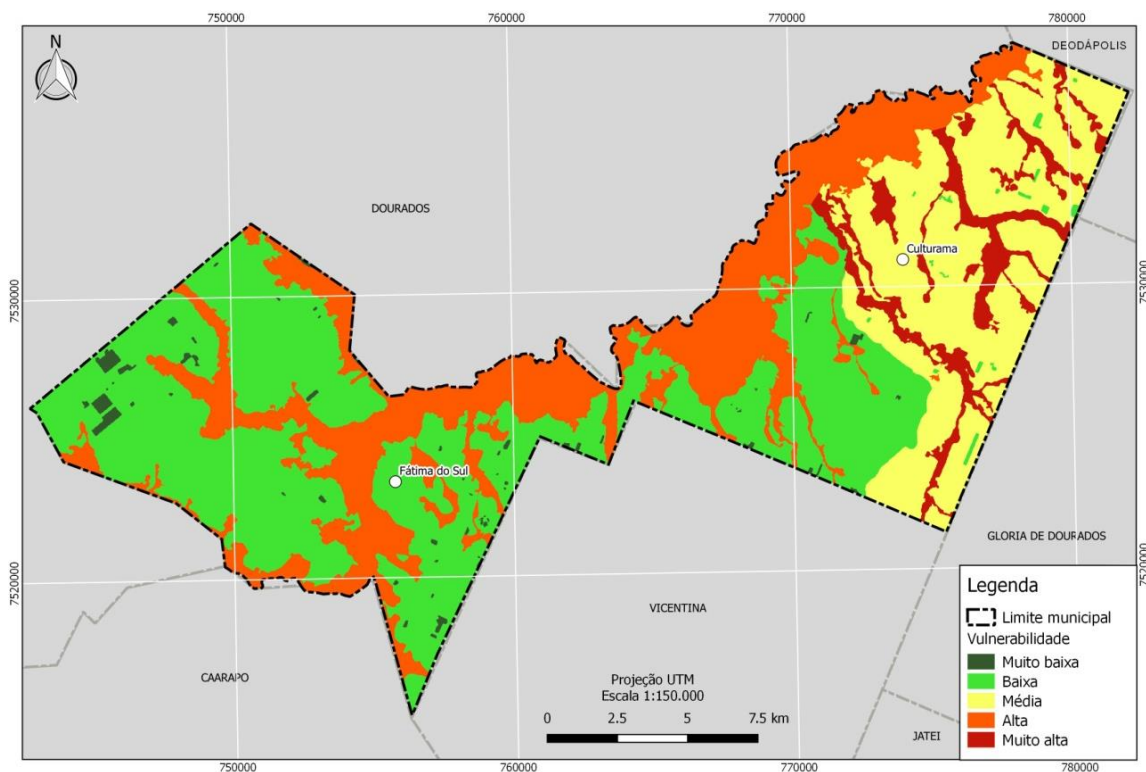 750000
760000
770000
780000
N
DEODÁPOLIS
DOURADOS
Culturama
7530000
7530000
Fátima do Sul
GLORIA DE DOURADOS
7520000
7520000
VICENTINA
CAARAPO
JATEI
Projeção UTM
Escala 1:150.000
0 2.5 5 7.5 km
Legenda
Limite municipal
Vulnerabilidade
Muito baixa
Baixa
Média
Alta
Muito alta
750000
760000
770000
780000